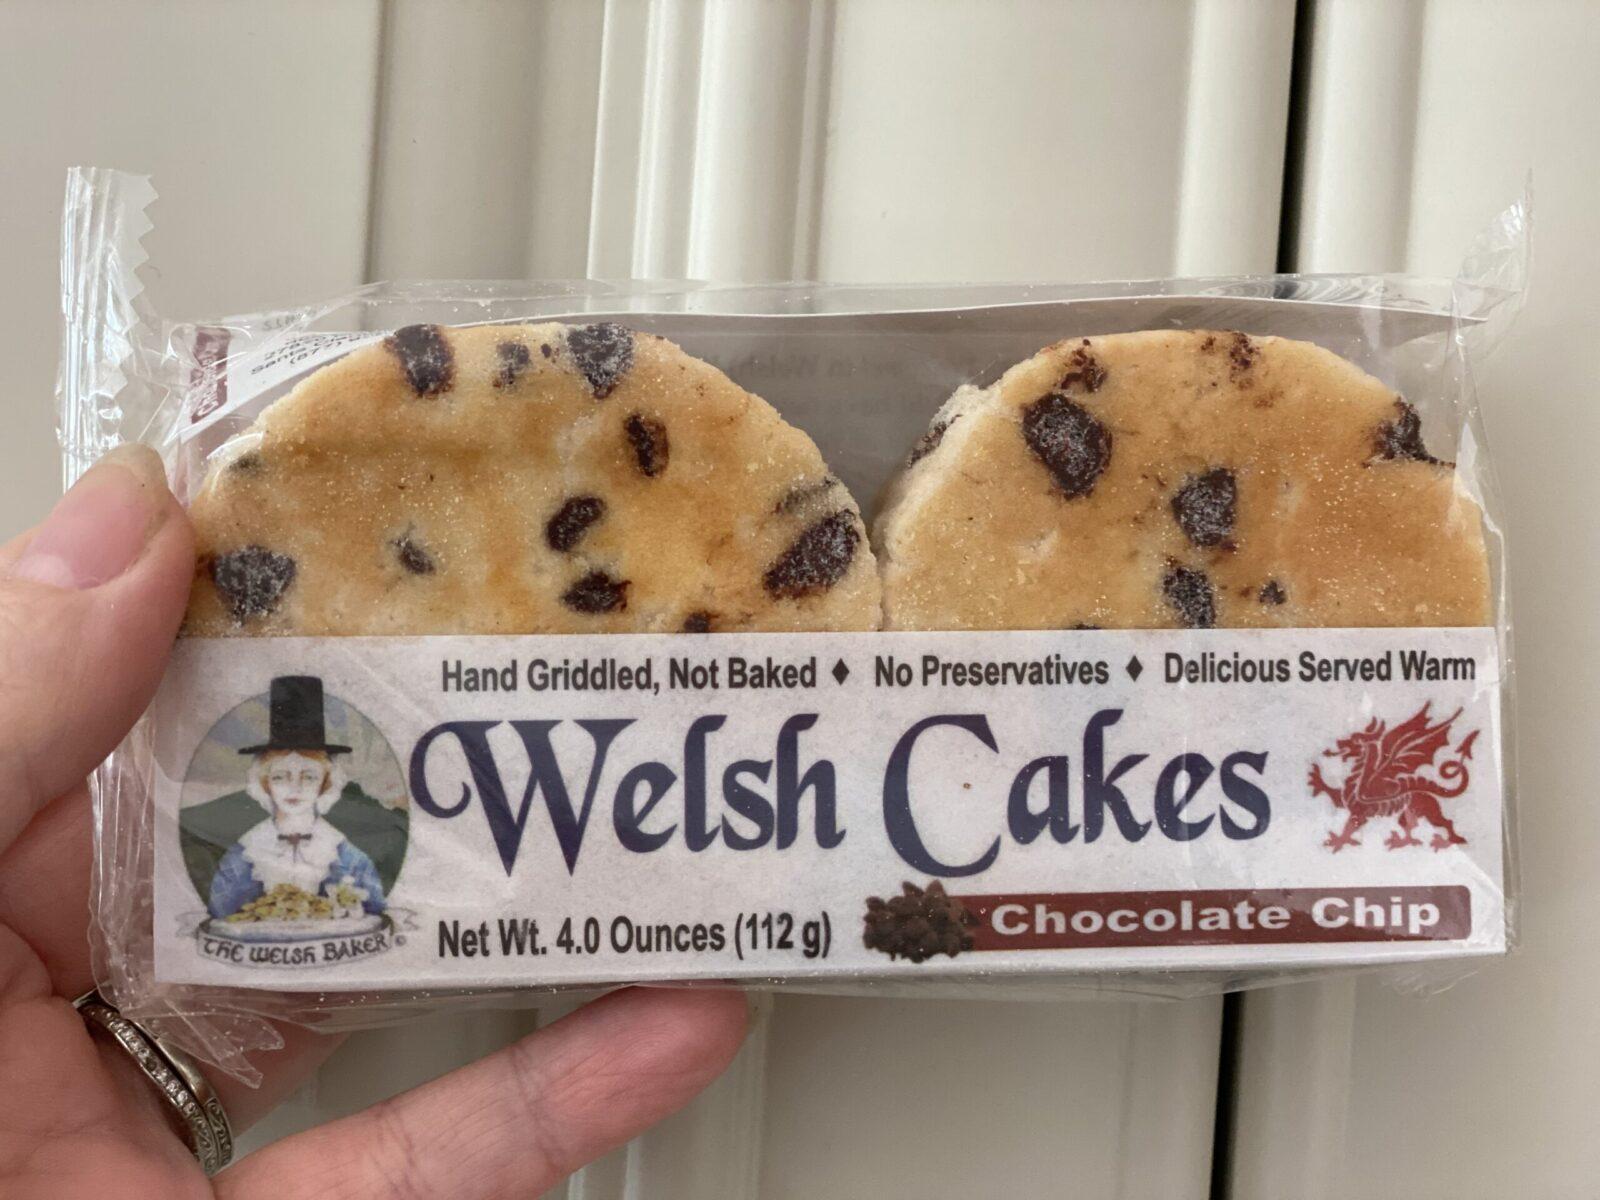 Hand Griddled, Not Baked ♦ No Preservatives ♦ Delicious Served Warm
Welsh Cakes
THE WELSH BAKER ©
Net Wt. 4.0 Ounces (112 g)
Chocolate Chip